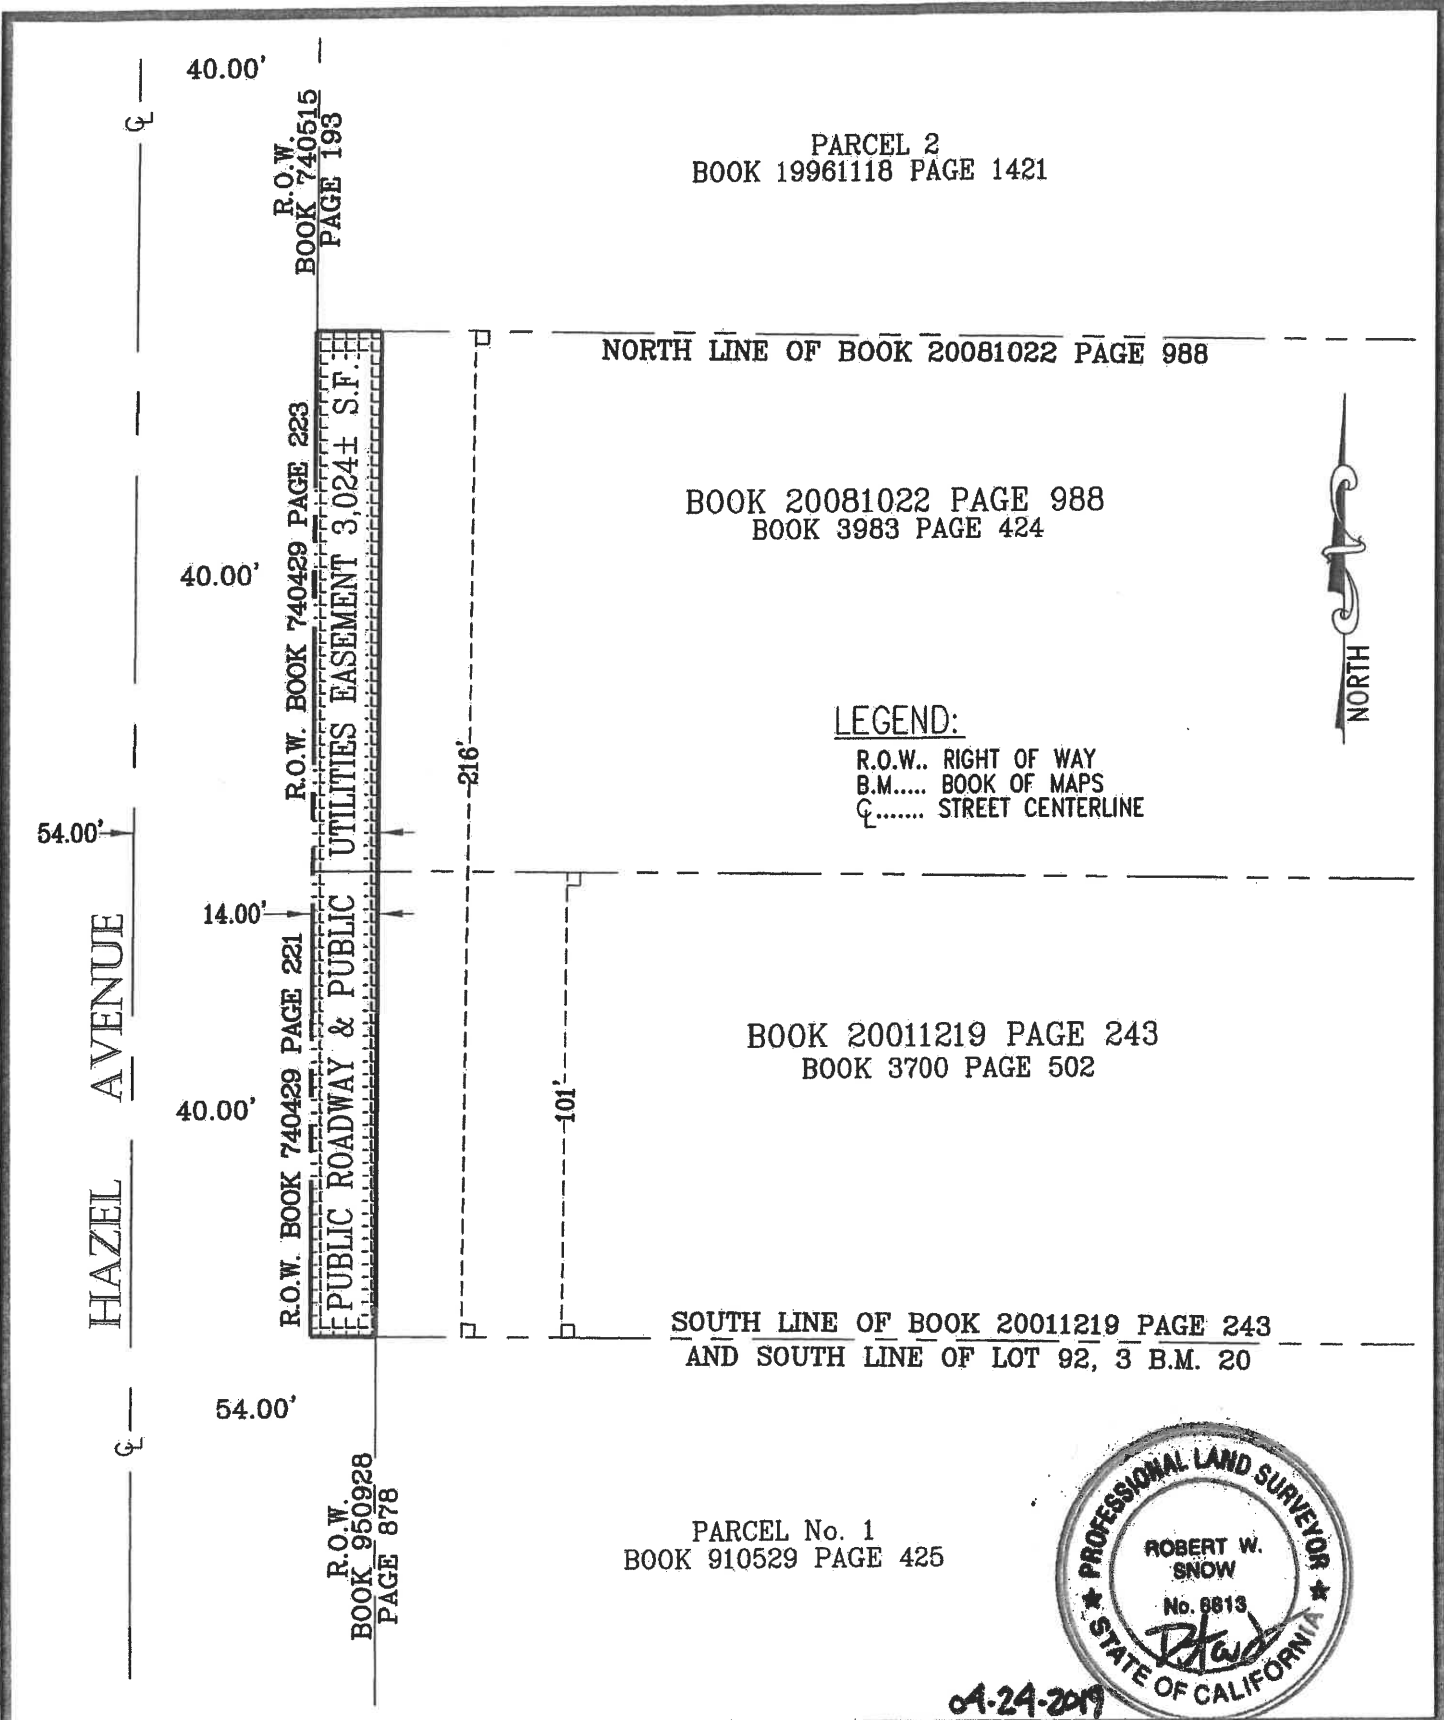 40.00'
℄
R.O.W.
BOOK 740515
PAGE 193
PARCEL 2
BOOK 19961118 PAGE 1421
NORTH LINE OF BOOK 20081022 PAGE 988
R.O.W. BOOK 740429 PAGE 223
PUBLIC ROADWAY & PUBLIC UTILITIES EASEMENT 3,024± S.F.
BOOK 20081022 PAGE 988
BOOK 3983 PAGE 424
40.00'
NORTH
216'
LEGEND:
R.O.W.. RIGHT OF WAY
B.M..... BOOK OF MAPS
℄....... STREET CENTERLINE
54.00'
14.00'
HAZEL AVENUE
R.O.W. BOOK 740429 PAGE 221
40.00'
101'
BOOK 20011219 PAGE 243
BOOK 3700 PAGE 502
SOUTH LINE OF BOOK 20011219 PAGE 243
AND SOUTH LINE OF LOT 92, 3 B.M. 20
54.00'
℄
R.O.W.
BOOK 950928
PAGE 878
PARCEL No. 1
BOOK 910529 PAGE 425
PROFESSIONAL LAND SURVEYOR
ROBERT W.
SNOW
No. 8813
STATE OF CALIFORNIA
04-24-2019